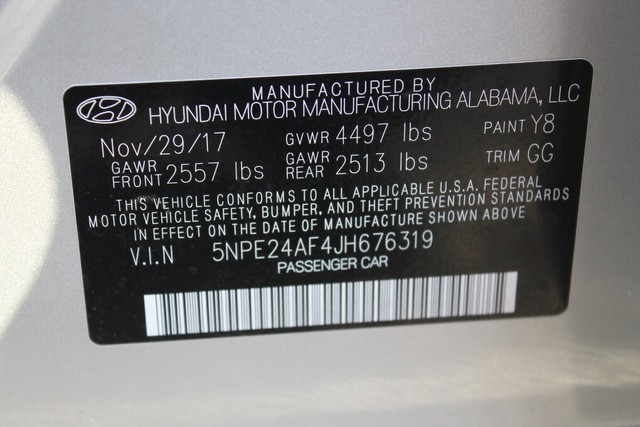 MANUFACTURED BY
HYUNDAI MOTOR MANUFACTURING ALABAMA, LLC
Nov/29/17 GVWR 4497 lbs PAINT Y8
GAWR FRONT 2557 lbs GAWR REAR 2513 lbs TRIM GG
THIS VEHICLE CONFORMS TO ALL APPLICABLE U.S.A. FEDERAL
MOTOR VEHICLE SAFETY, BUMPER, AND THEFT PREVENTION STANDARDS
IN EFFECT ON THE DATE OF MANUFACTURE SHOWN ABOVE
V.I.N 5NPE24AF4JH676319
PASSENGER CAR